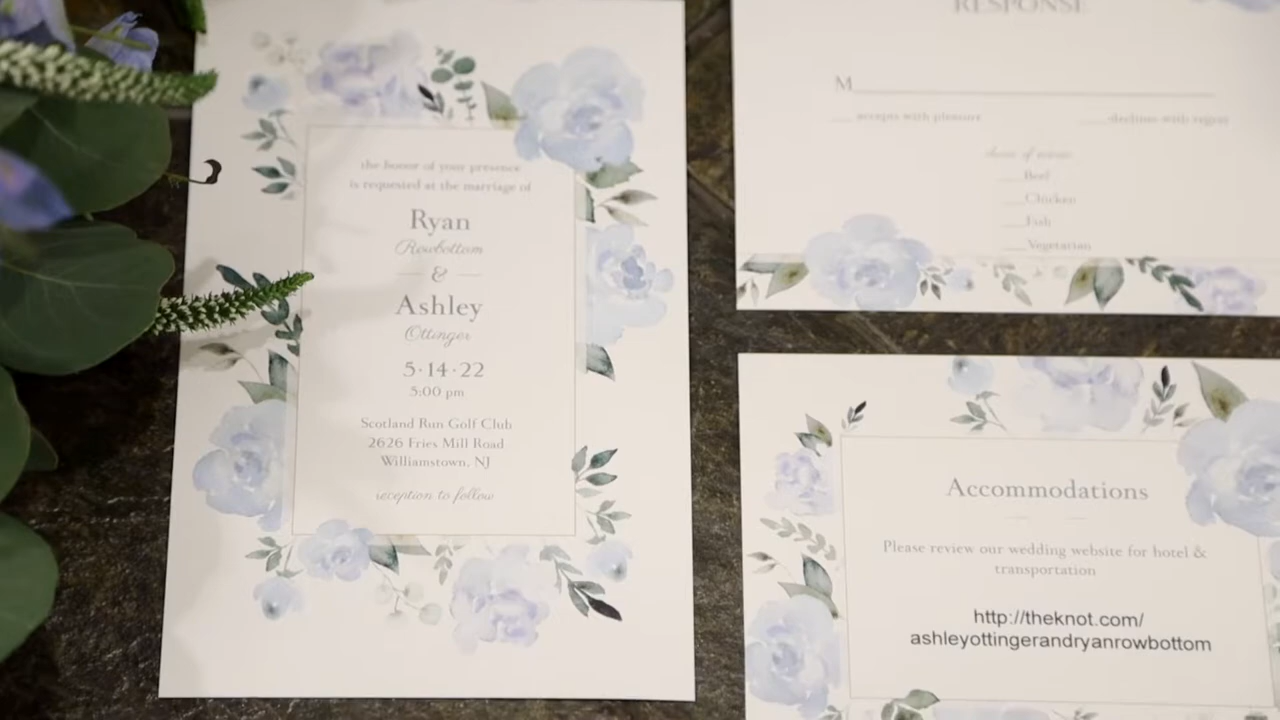 the honor of your presence
is requested at the marriage of
Ryan
Rowbottom
&
Ashley
Ottinger
5·14·22
5:00 pm
Scotland Run Golf Club
2626 Fries Mill Road
Williamstown, NJ
reception to follow
RESPONSE
M
accepts with pleasure
declines with regret
choice of entrée
Beef
Chicken
Fish
Vegetarian
Accommodations
Please review our wedding website for hotel &
transportation
http://theknot.com/
ashleyottingerandryanrowbottom